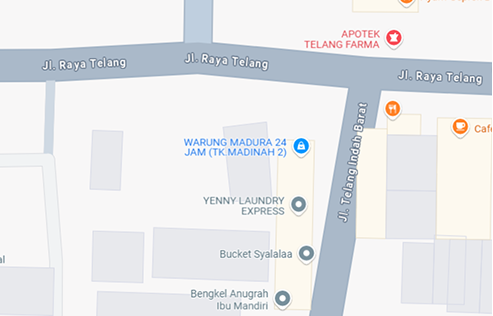 APOTEK
TELANG FARMA
Jl. Raya Telang
Jl. Raya Telang
Jl. Raya Telang
Jl. Telang Indah Barat
Cafe
WARUNG MADURA 24
JAM (TK.MADINAH 2)
YENNY LAUNDRY
EXPRESS
Bucket Syalalaa
al
Bengkel Anugrah
Ibu Mandiri